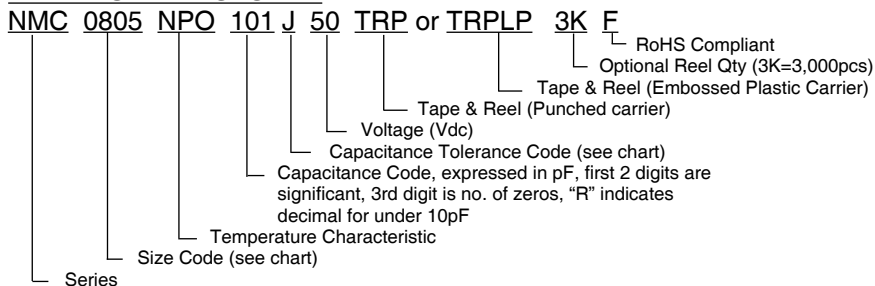 NMC 0805 NPO 101 J 50 TRP or TRPLP 3K F
RoHS Compliant
Optional Reel Qty (3K=3,000pcs)
Tape & Reel (Embossed Plastic Carrier)
Tape & Reel (Punched carrier)
Voltage (Vdc)
Capacitance Tolerance Code (see chart)
Capacitance Code, expressed in pF, first 2 digits are
significant, 3rd digit is no. of zeros, “R” indicates
decimal for under 10pF
Temperature Characteristic
Size Code (see chart)
Series